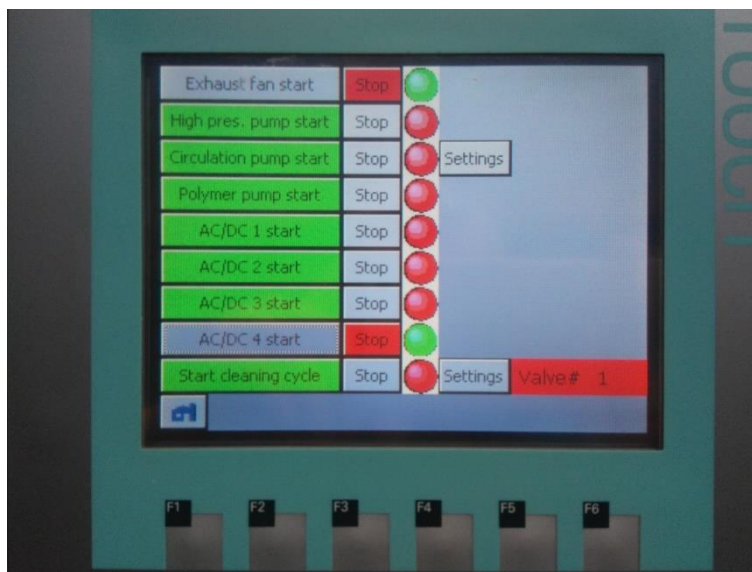 Exhaust fan start Stop
High pres. pump start Stop
Circulation pump start Stop Settings
Polymer pump start Stop
AC/DC 1 start Stop
AC/DC 2 start Stop
AC/DC 3 start Stop
AC/DC 4 start Stop
Start cleaning cycle Stop Settings Valve# 1
F1 F2 F3 F4 F5 F6
TOUCH